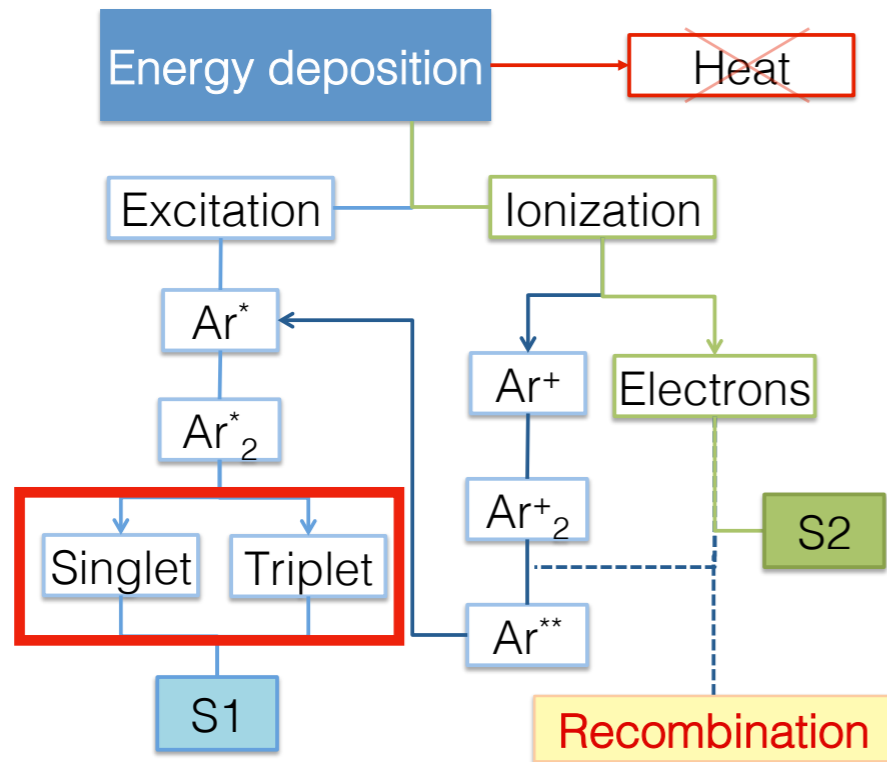 Energy deposition
Heat
Excitation
Ionization
Ar*
Ar+
Electrons
Ar*2
Ar+2
S2
Singlet
Triplet
Ar**
S1
Recombination